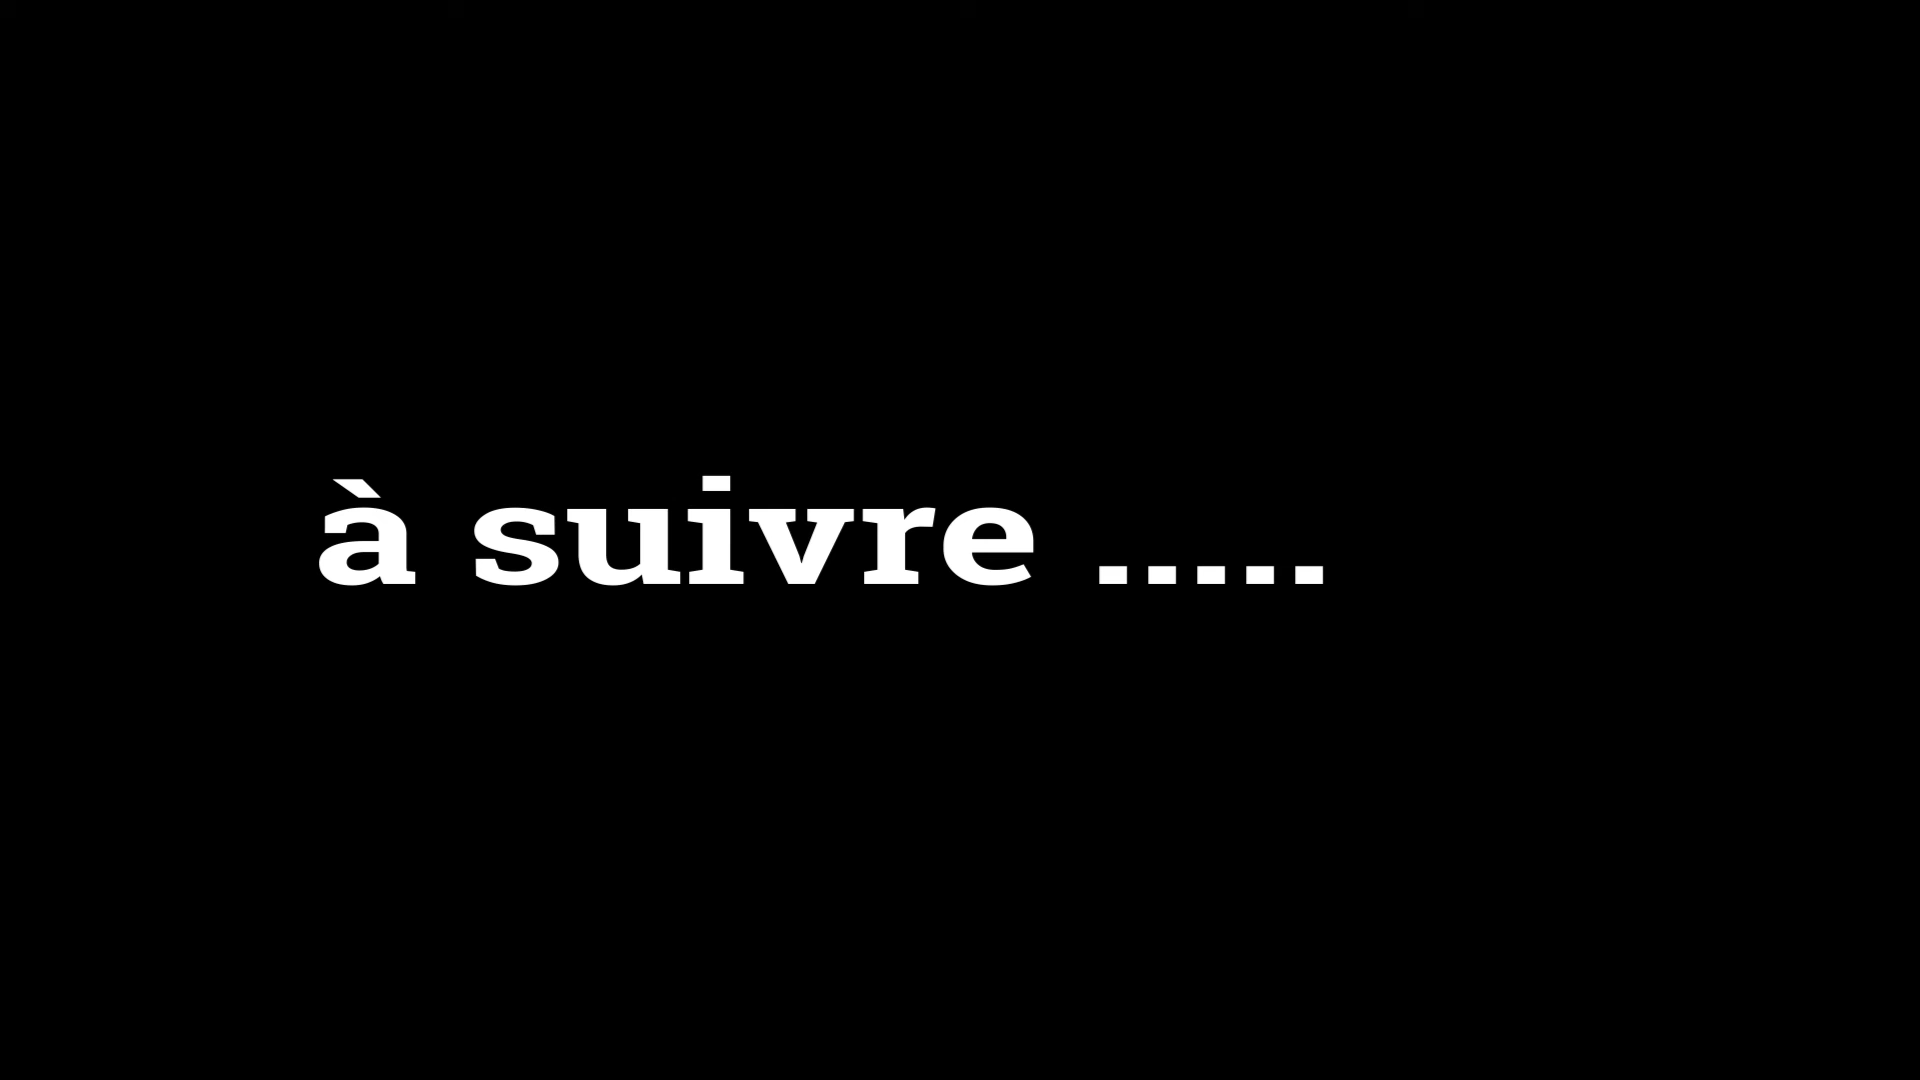 à suivre .....